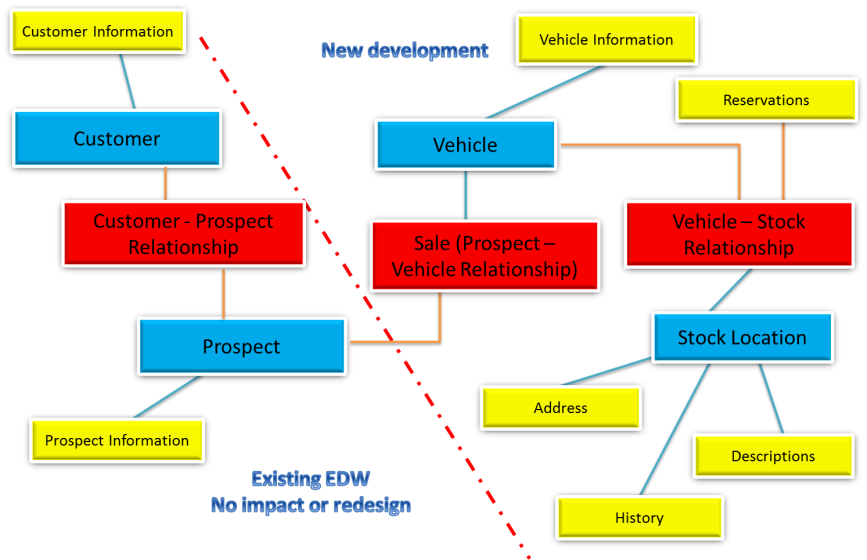 Customer Information
New development
Vehicle Information
Reservations
Customer
Vehicle
Customer - Prospect
Relationship
Sale (Prospect –
Vehicle Relationship)
Vehicle – Stock
Relationship
Prospect
Stock Location
Address
Prospect Information
Descriptions
Existing EDW
No impact or redesign
History